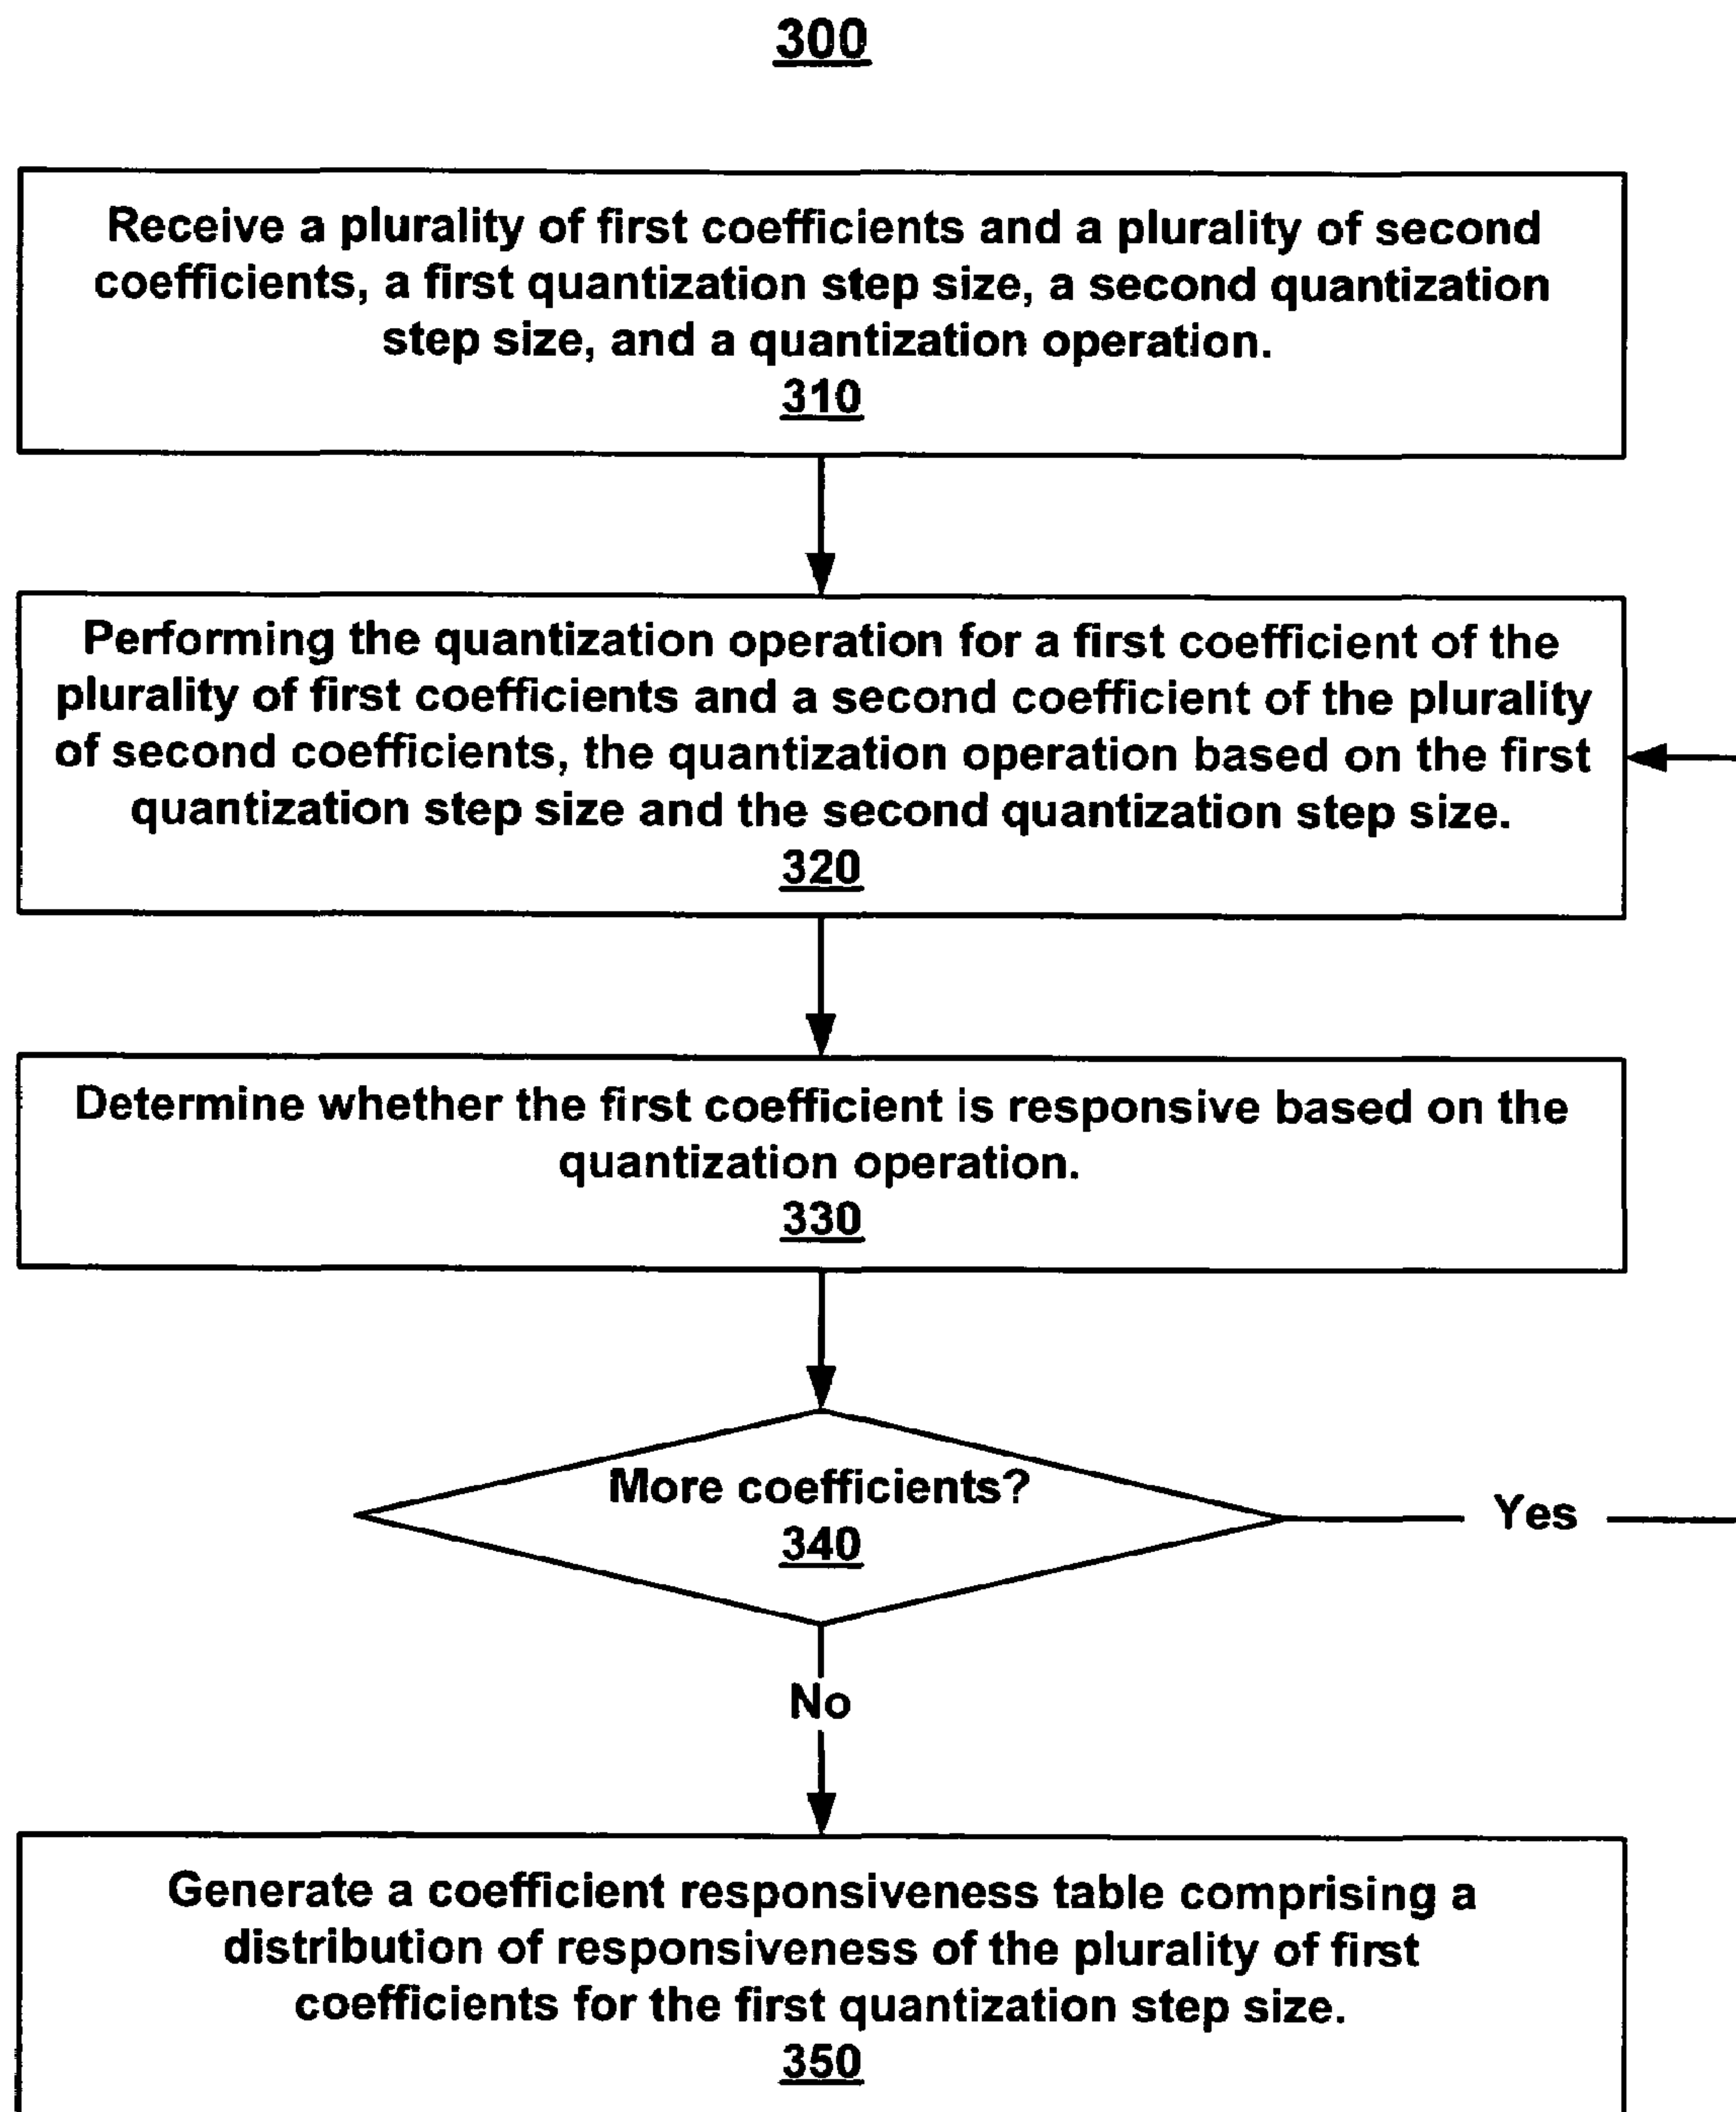 300
Receive a plurality of first coefficients and a plurality of second
coefficients, a first quantization step size, a second quantization
step size, and a quantization operation.
310
Performing the quantization operation for a first coefficient of the
plurality of first coefficients and a second coefficient of the plurality
of second coefficients, the quantization operation based on the first
quantization step size and the second quantization step size.
320
Determine whether the first coefficient is responsive based on the
quantization operation.
330
More coefficients?
340
Yes
No
Generate a coefficient responsiveness table comprising a
distribution of responsiveness of the plurality of first
coefficients for the first quantization step size.
350